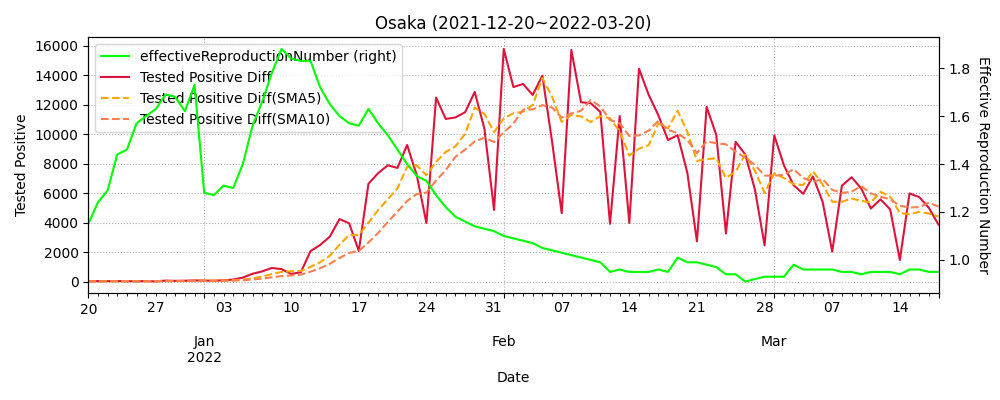 Osaka (2021-12-20~2022-03-20)
effectiveReproductionNumber (right)
Tested Positive Diff
Tested Positive Diff(SMA5)
Tested Positive Diff(SMA10)
Tested Positive
16000
14000
12000
10000
8000
6000
4000
2000
0
Effective Reproduction Number
1.8
1.6
1.4
1.2
1.0
20 27 03 10 17 24 31 07 14 21 28 07 14
Jan Feb Mar
2022
Date